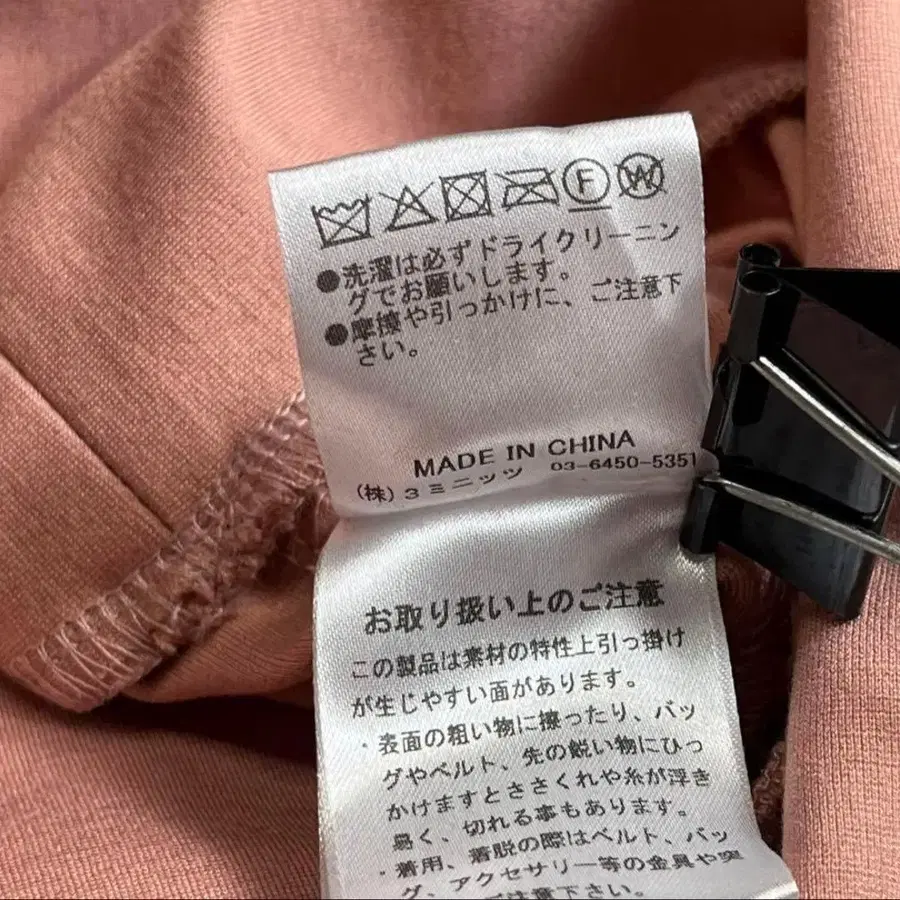 F W
●洗濯は必ずドライクリーニン
グでお願いします。
●摩擦や引っかけに、ご注意下
さい。
MADE IN CHINA
(株)3ミニッツ 03-6450-5351
お取り扱い上のご注意
この製品は素材の特性上引っ掛け
が生じやすい面があります。
・表面の粗い物に擦ったり、バッ
グやベルト、先の鋭い物にひっ
かけますとささくれや糸が浮き
易く、切れる事もあります。
・着用、着脱の際はベルト、バッ
グ、アクセサリー等の金具や突
ご注意下さい。